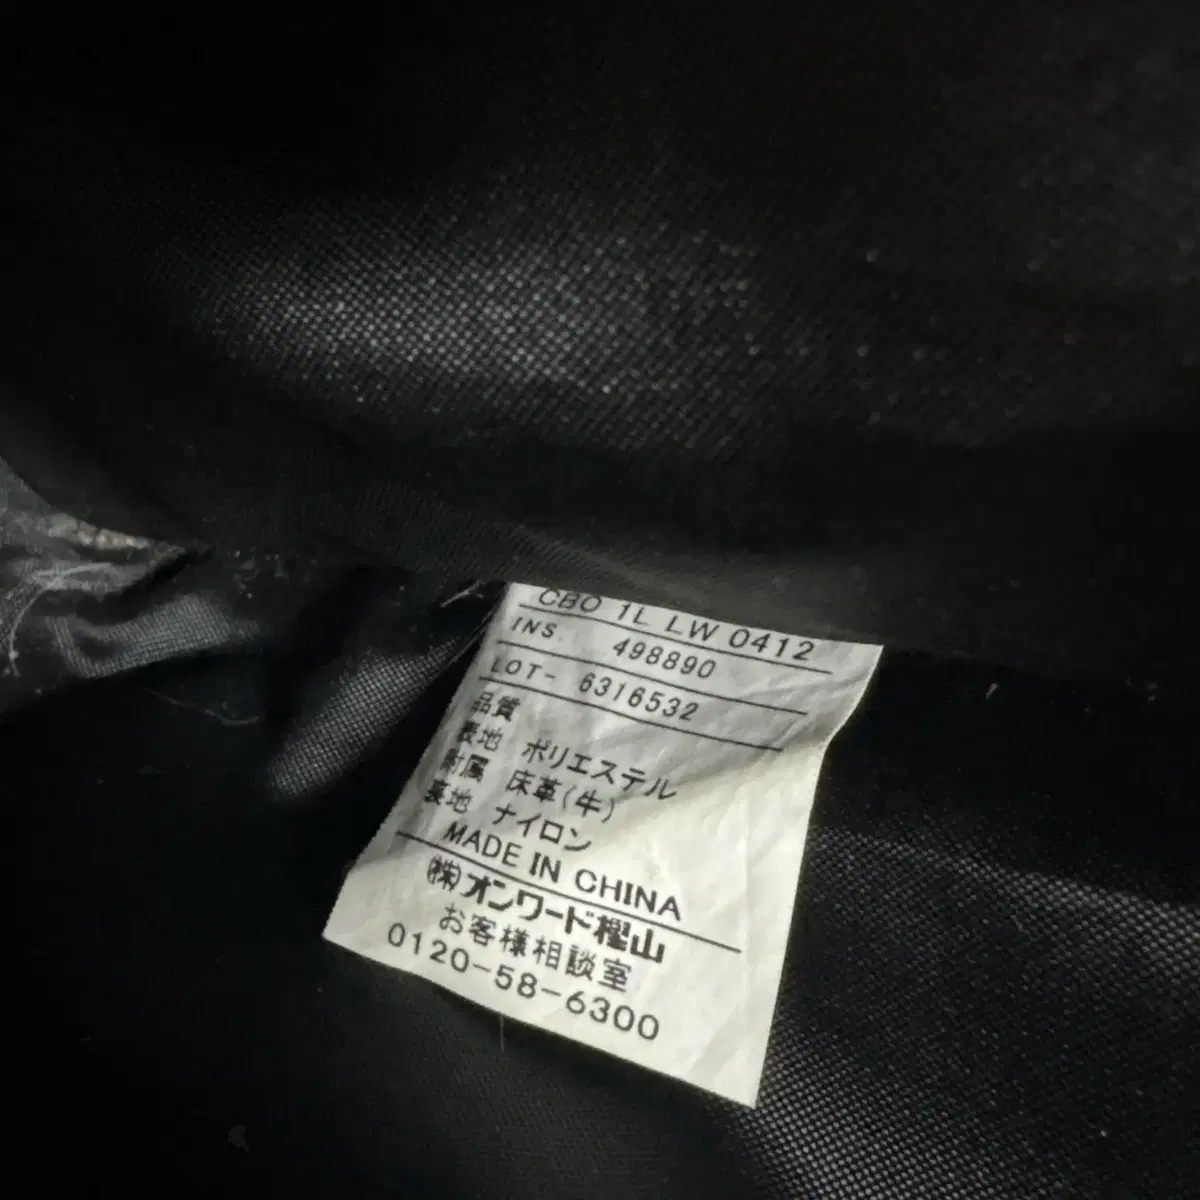 CBO 1L LW 0412
INS. 498890
LOT- 6316532
品質
表地 ポリエステル
附属 床革(牛)
裏地 ナイロン
MADE IN CHINA
(株)オンワード樫山
お客様相談室
0120-58-6300